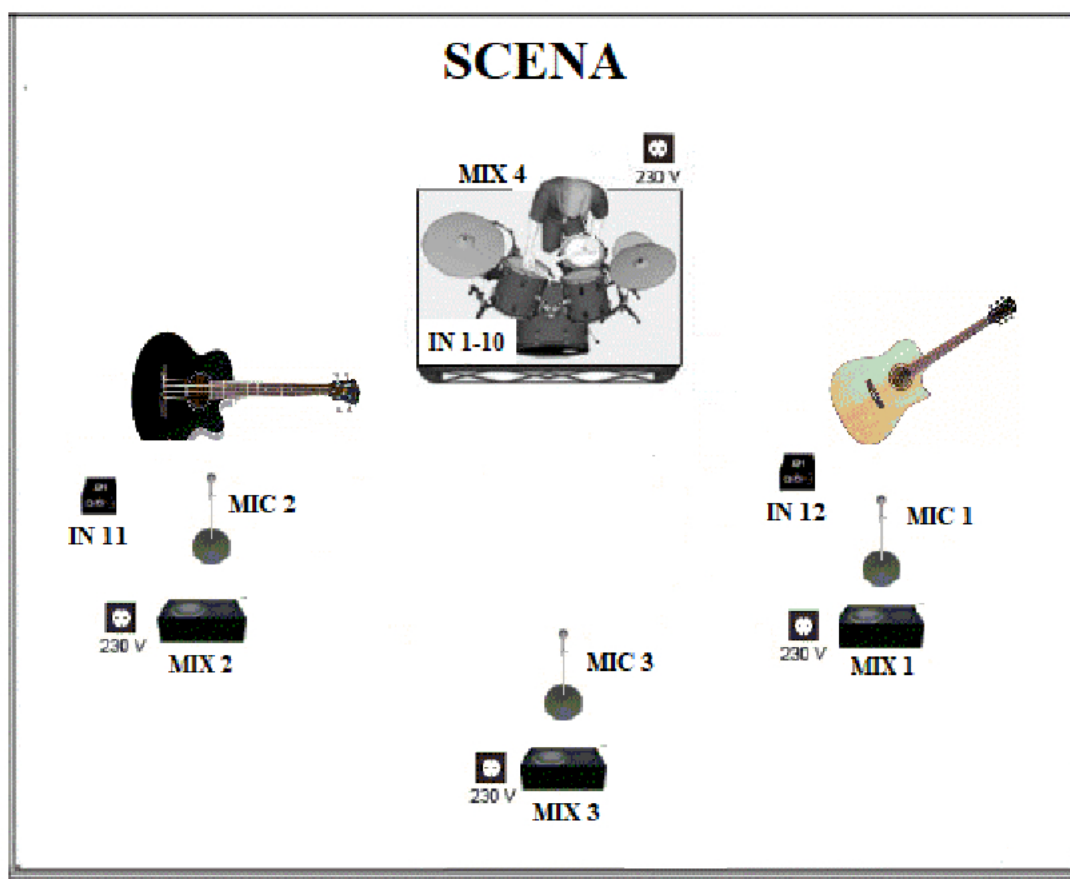 SCENA
MIX 4
230 V
IN 1-10
IN 11
MIC 2
IN 12
MIC 1
230 V
MIX 2
MIC 3
230 V
MIX 1
230 V
MIX 3